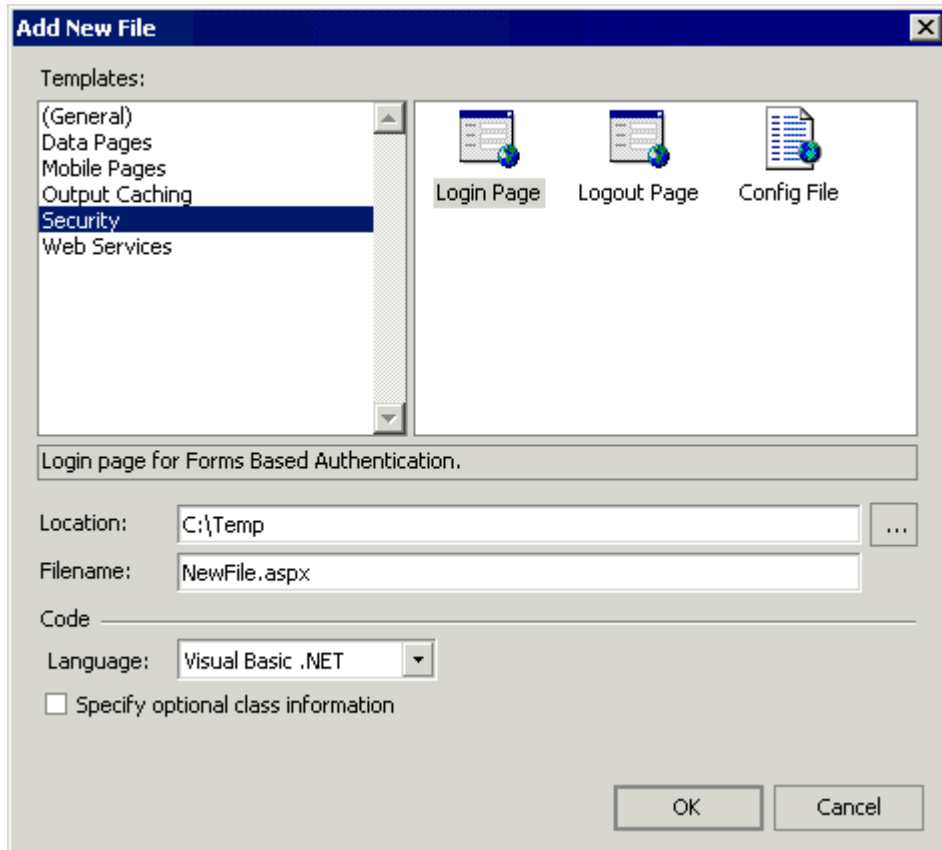 Add New File
Templates:
(General)
Data Pages
Mobile Pages
Output Caching
Security
Web Services
Login Page
Logout Page
Config File
Login page for Forms Based Authentication.
Location:
C:\Temp
...
Filename:
NewFile.aspx
Code
Language:
Visual Basic .NET
Specify optional class information
OK
Cancel